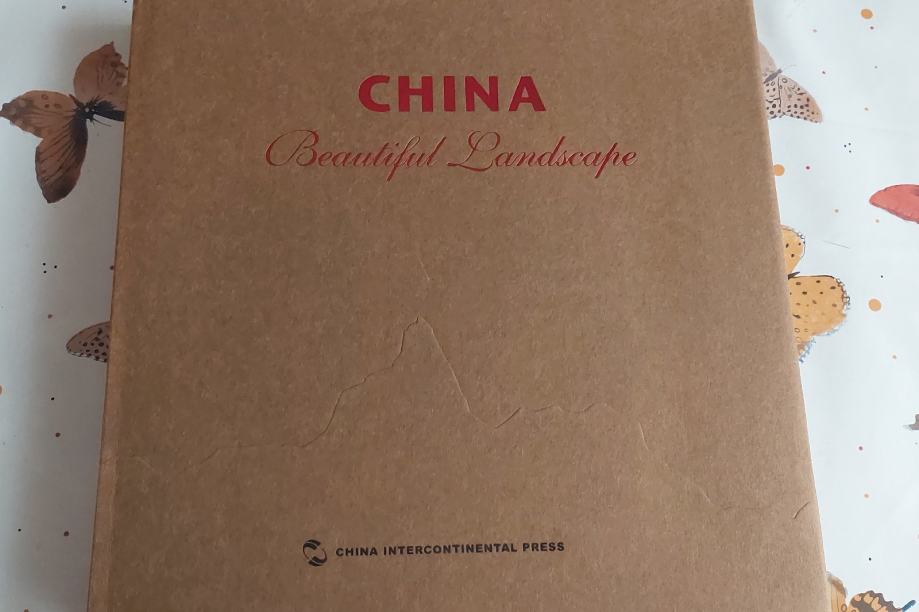 CHINA
Beautiful Landscape
CHINA INTERCONTINENTAL PRESS